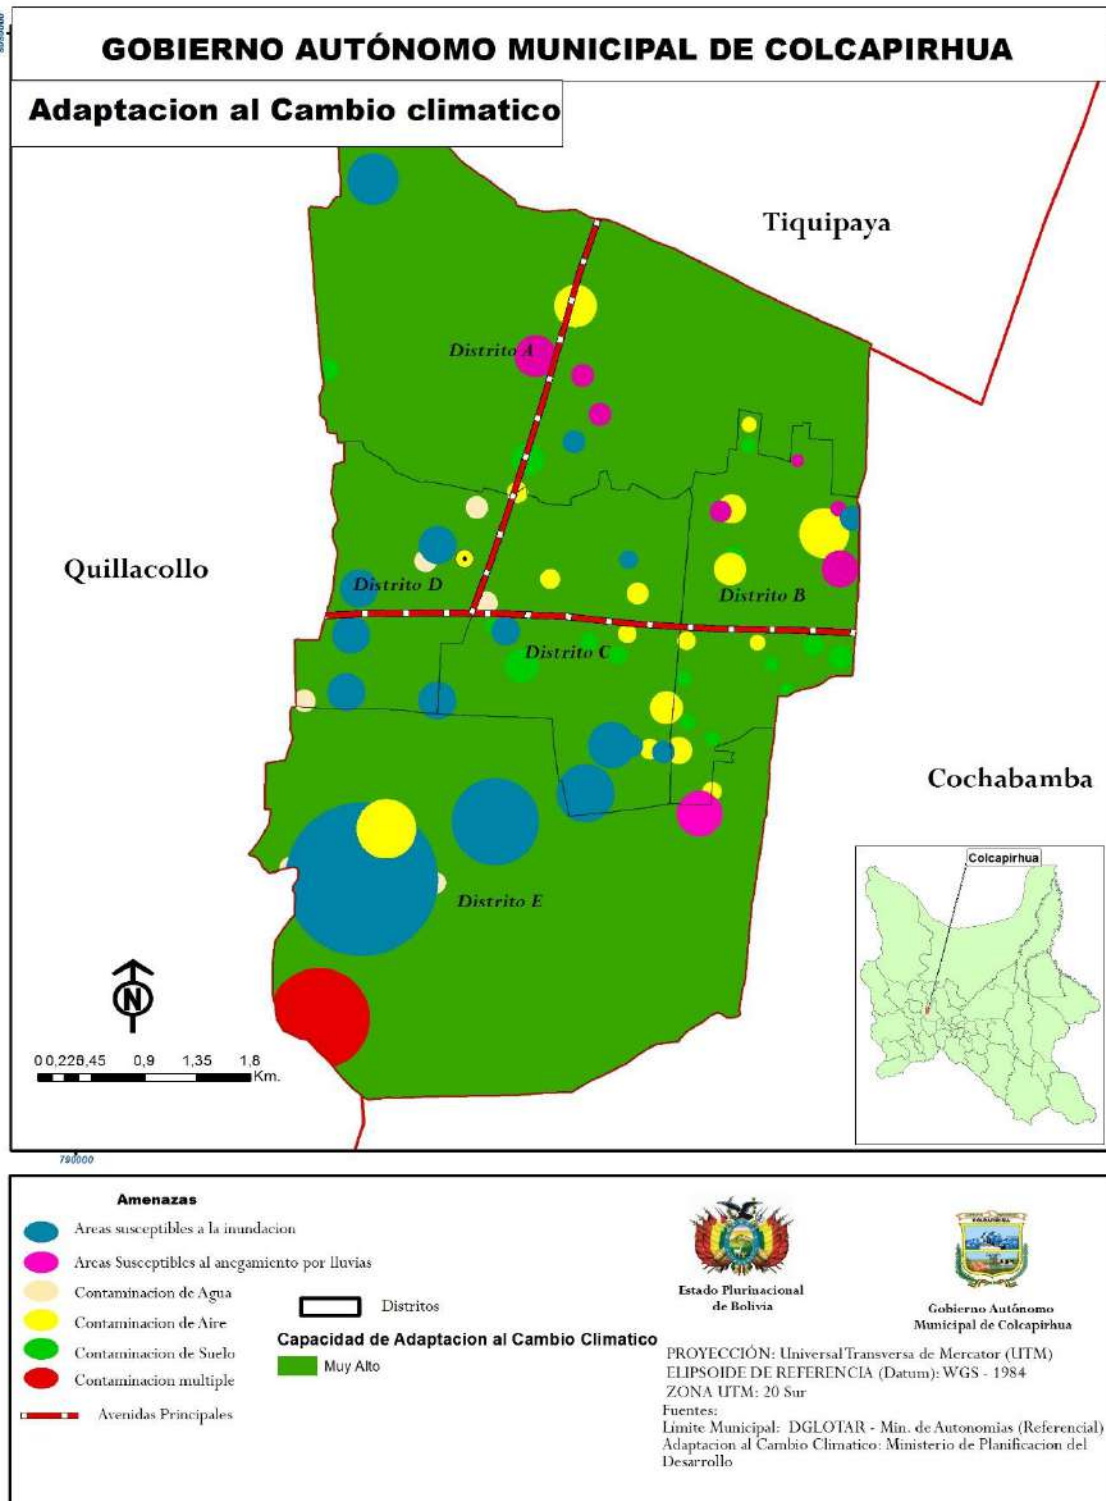 GOBIERNO AUTÓNOMO MUNICIPAL DE COLCAPIRHUA
Adaptacion al Cambio climatico
Tiquipaya
Distrito A
Quillacollo
Distrito D
Distrito B
Distrito C
Cochabamba
Distrito E
Colcapirhua
N
0 0,225 0,45 0,9 1,35 1,8
Km.
790000
Amenazas
Areas susceptibles a la inundacion
Areas Susceptibles al anegamiento por lluvias
Contaminacion de Agua
Contaminacion de Aire
Contaminacion de Suelo
Contaminacion multiple
Avenidas Principales
Distritos
Capacidad de Adaptacion al Cambio Climatico
Muy Alto
Estado Plurinacional
de Bolivia
Gobierno Autónomo
Municipal de Colcapirhua
PROYECCIÓN: Universal Transversa de Mercator (UTM)
ELIPSOIDE DE REFERENCIA (Datum): WGS - 1984
ZONA UTM: 20 Sur
Fuentes:
Límite Municipal: DGLOTAR - Min. de Autonomias (Referencial)
Adaptacion al Cambio Climatico: Ministerio de Planificacion del
Desarrollo